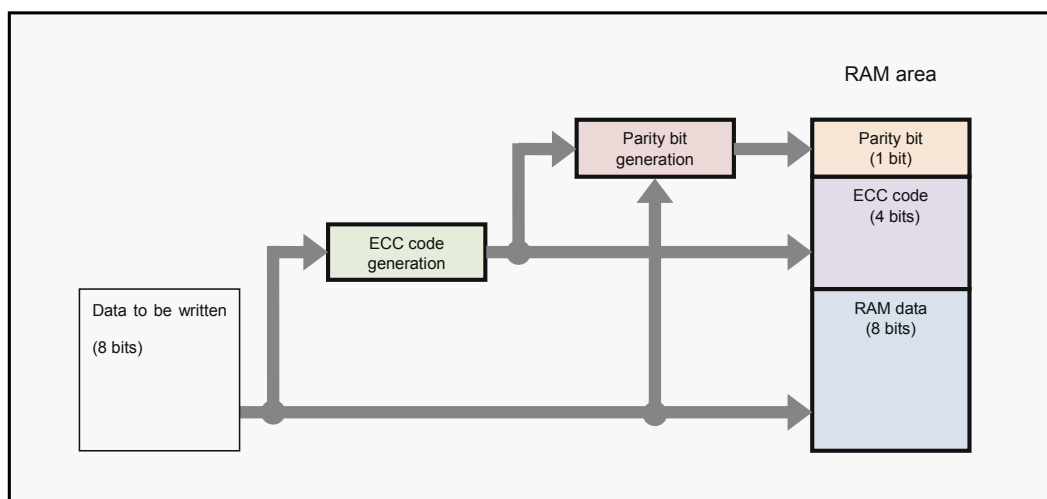 RAM area
Parity bit
generation
Parity bit
(1 bit)
ECC code
(4 bits)
ECC code
generation
Data to be written
(8 bits)
RAM data
(8 bits)